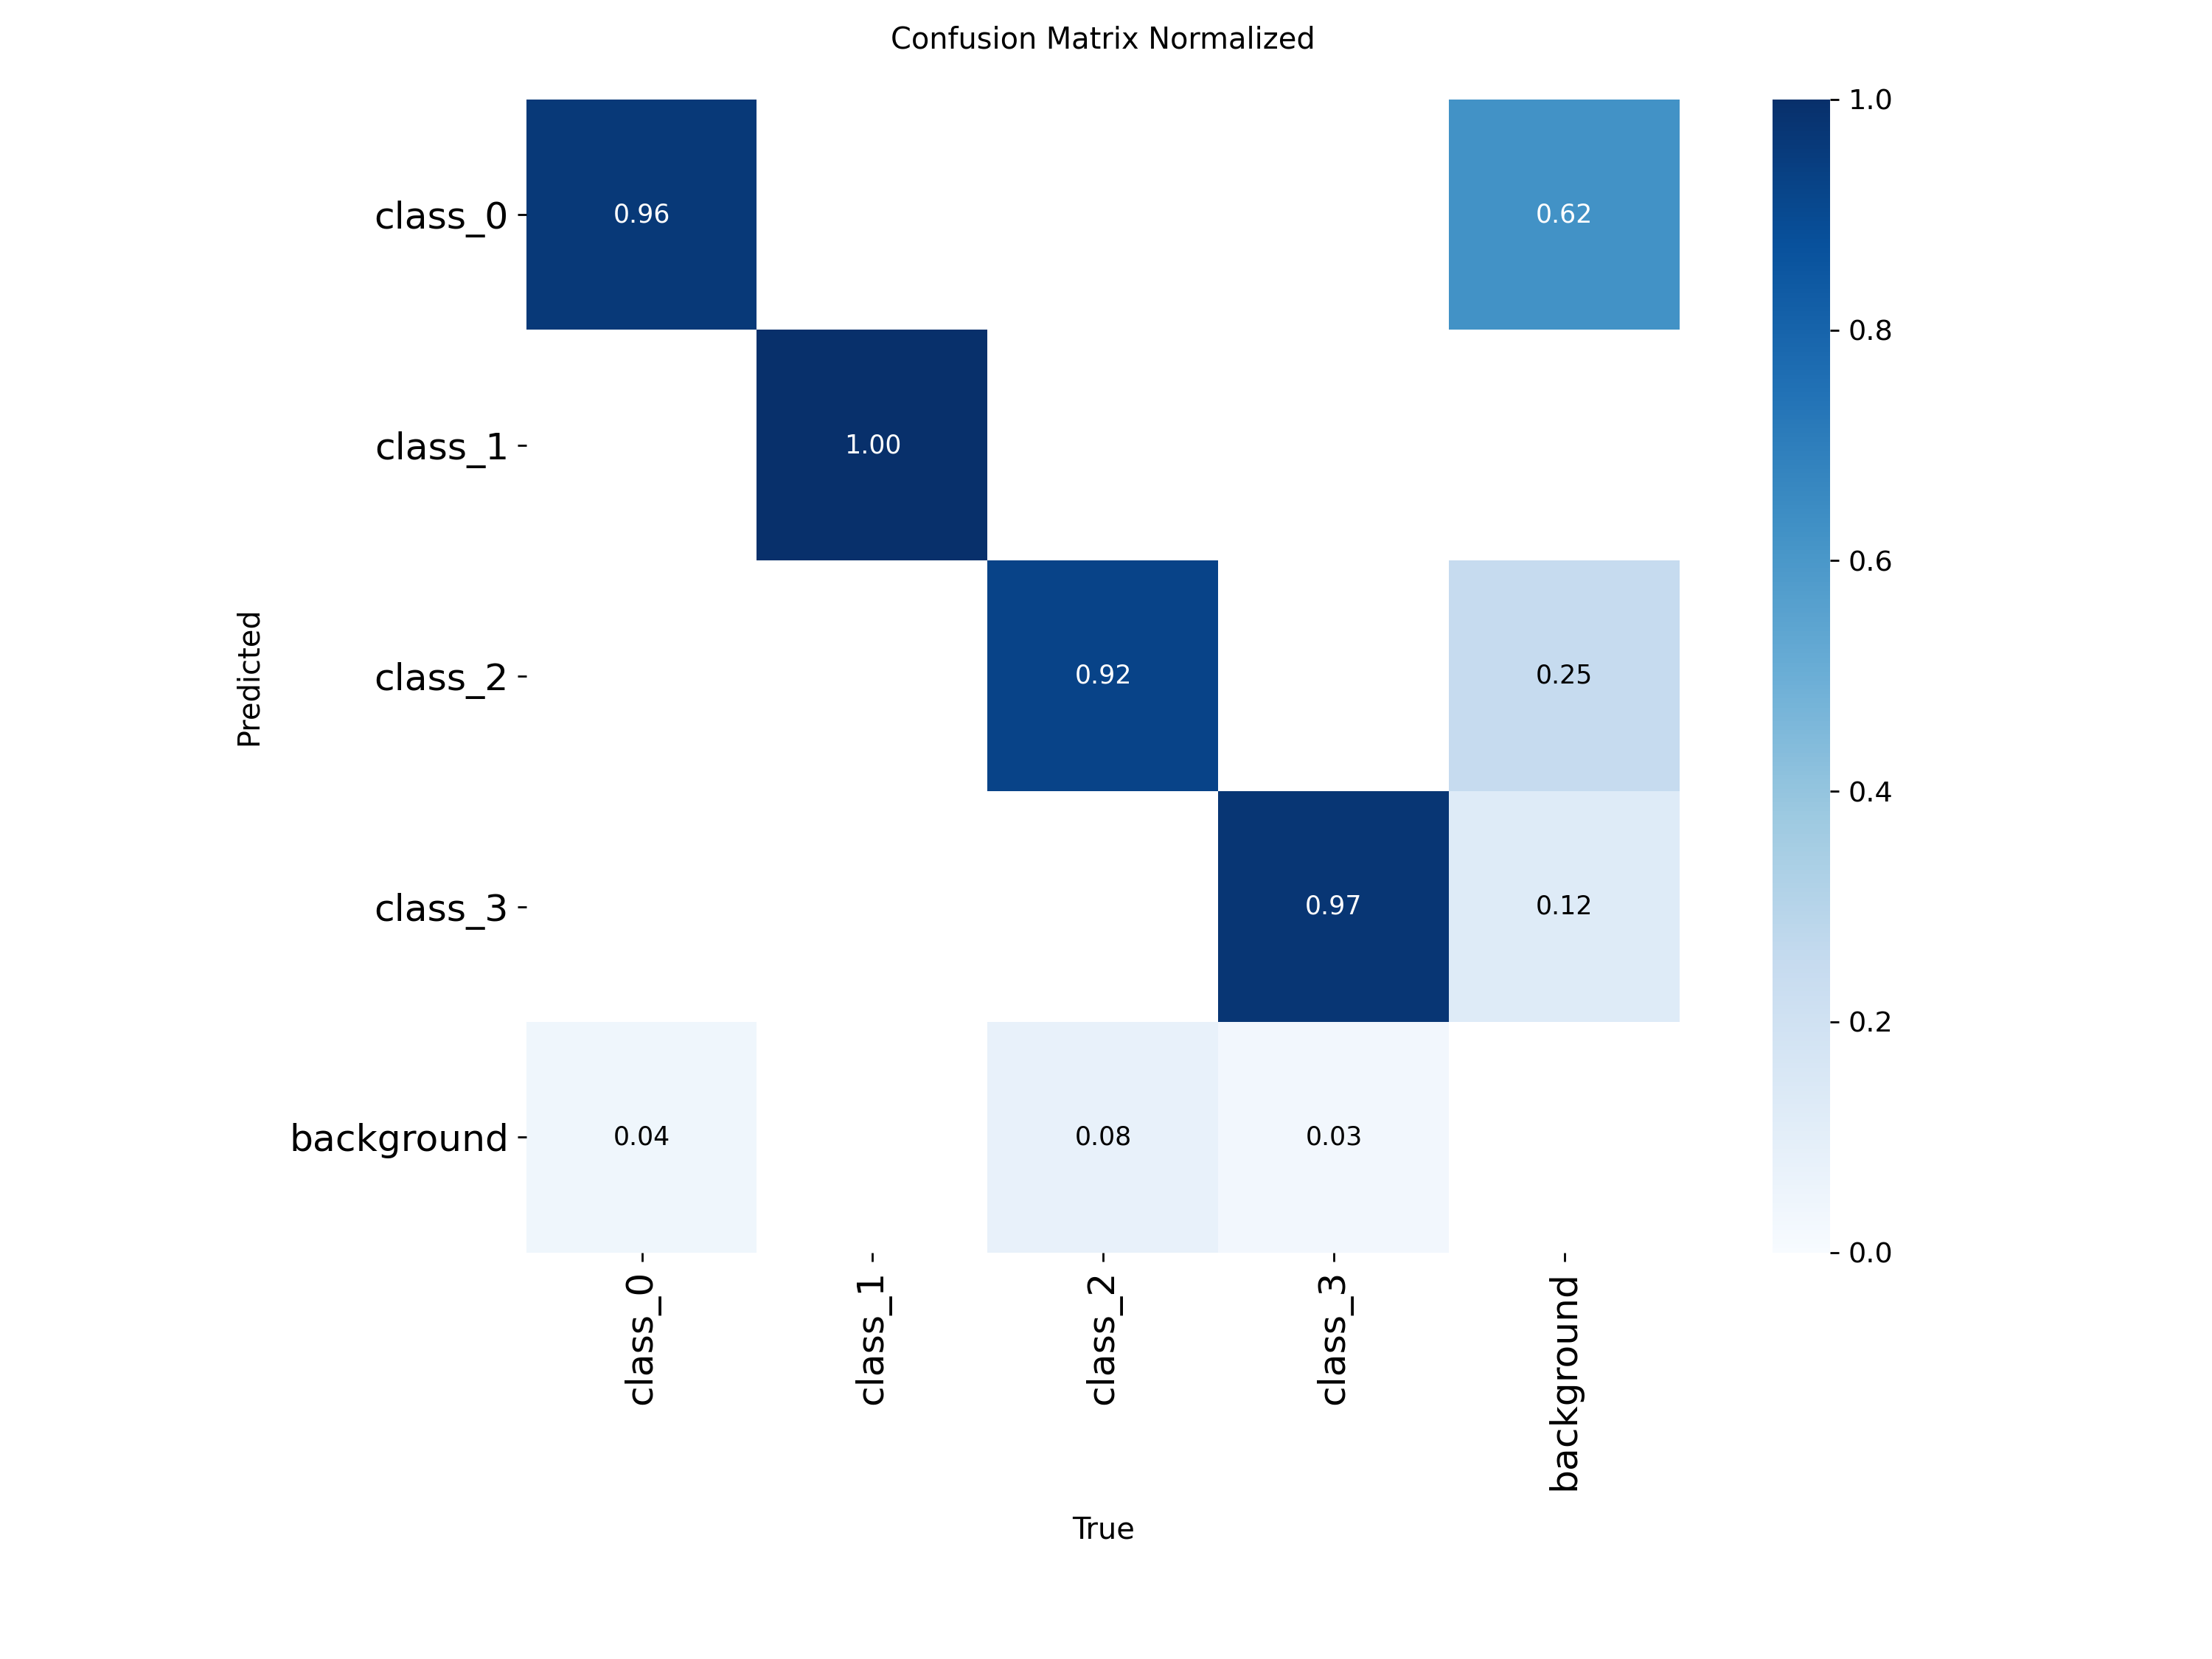 Confusion Matrix Normalized
class_0
0.96
0.62
class_1
1.00
class_2
0.92
0.25
class_3
0.97
0.12
background
0.04
0.08
0.03
Predicted
class_0
class_1
class_2
class_3
background
True
1.0
0.8
0.6
0.4
0.2
0.0